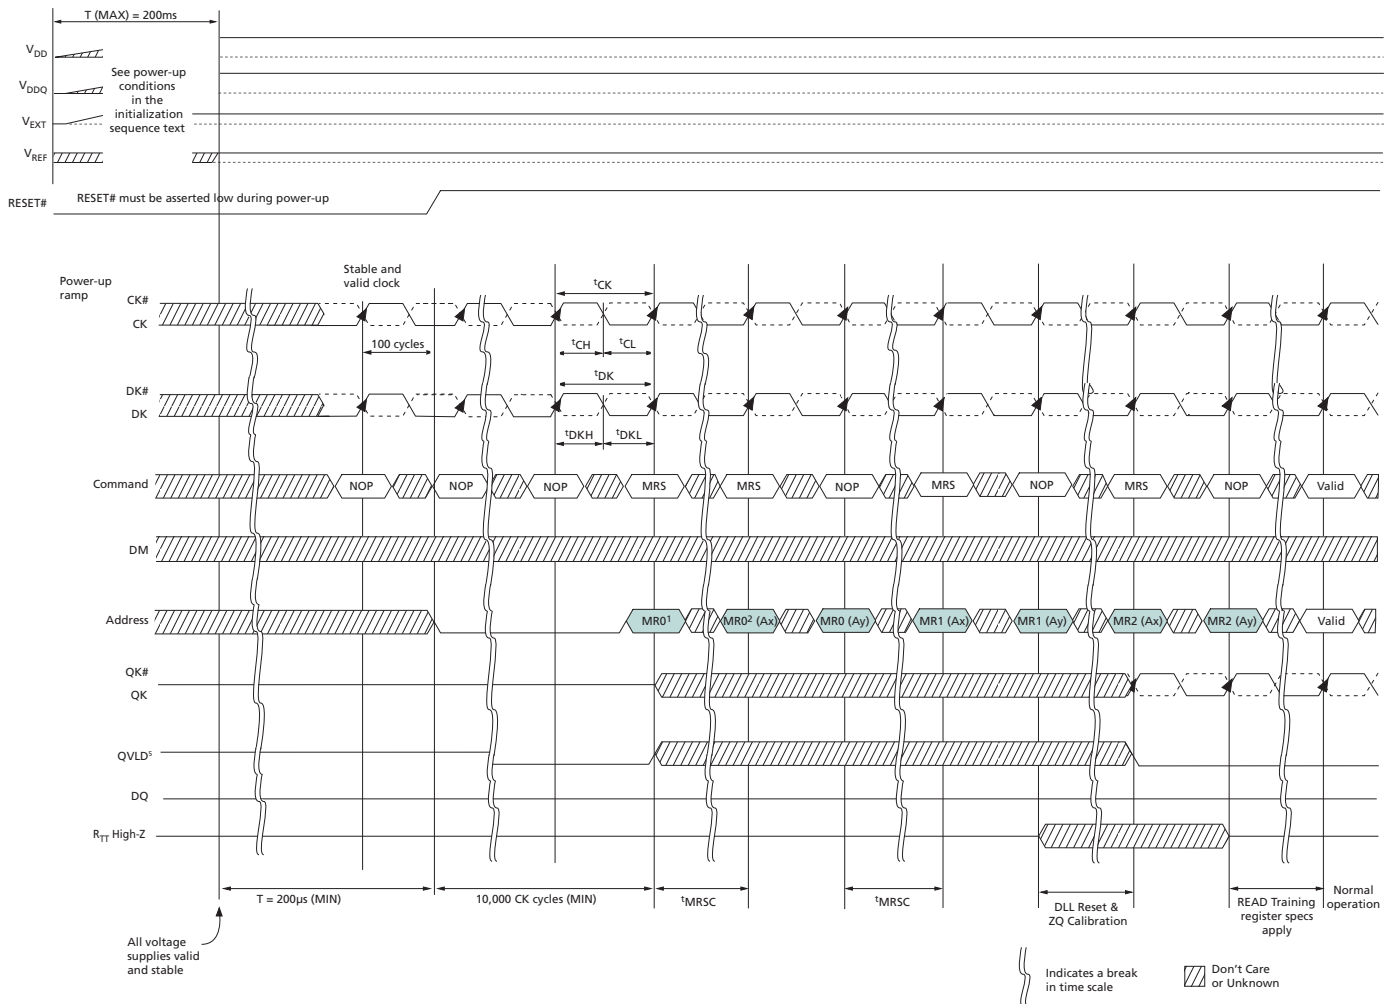 T (MAX) = 200ms
VDD
See power-up
conditions
in the
initialization
sequence text
VDDQ
VEXT
VREF
RESET#
RESET# must be asserted low during power-up
Power-up
ramp
Stable and
valid clock
CK#
CK
tCK
100 cycles
tCH
tCL
DK#
DK
tDK
tDKH
tDKL
Command
NOP
NOP
NOP
MRS
MRS
NOP
MRS
NOP
MRS
NOP
Valid
DM
Address
MR0¹
MR0² (Ax)
MR0 (Ay)
MR1 (Ax)
MR1 (Ay)
MR2 (Ax)
MR2 (Ay)
Valid
QK#
QK
QVLD⁵
DQ
RTT High-Z
T = 200µs (MIN)
10,000 CK cycles (MIN)
tMRSC
tMRSC
DLL Reset &
ZQ Calibration
READ Training
register specs
apply
Normal
operation
All voltage
supplies valid
and stable
Indicates a break
in time scale
Don't Care
or Unknown